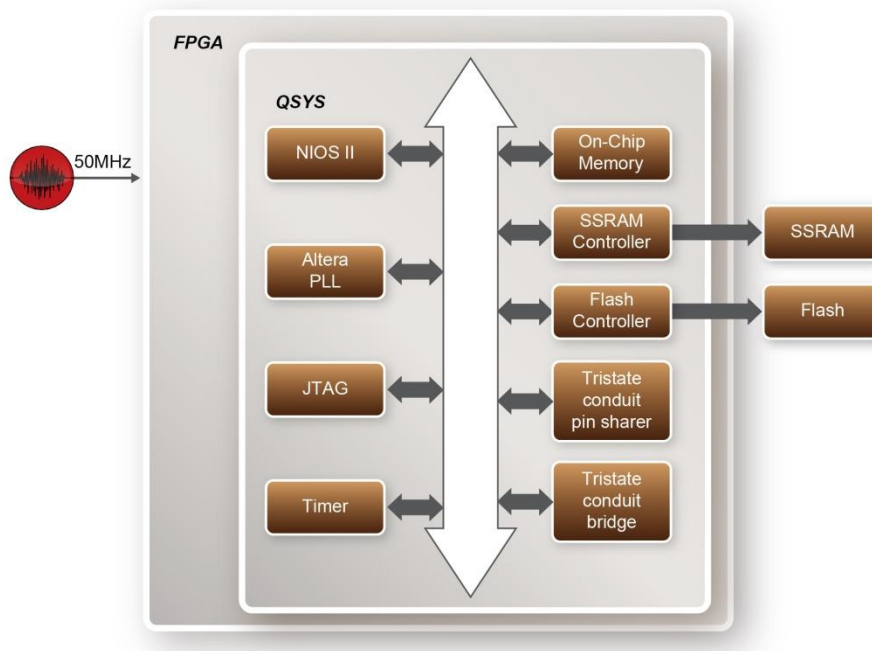 FPGA
QSYS
50MHz
NIOS II
On-Chip
Memory
SSRAM
Controller
SSRAM
Altera
PLL
Flash
Controller
Flash
JTAG
Tristate
conduit
pin sharer
Timer
Tristate
conduit
bridge